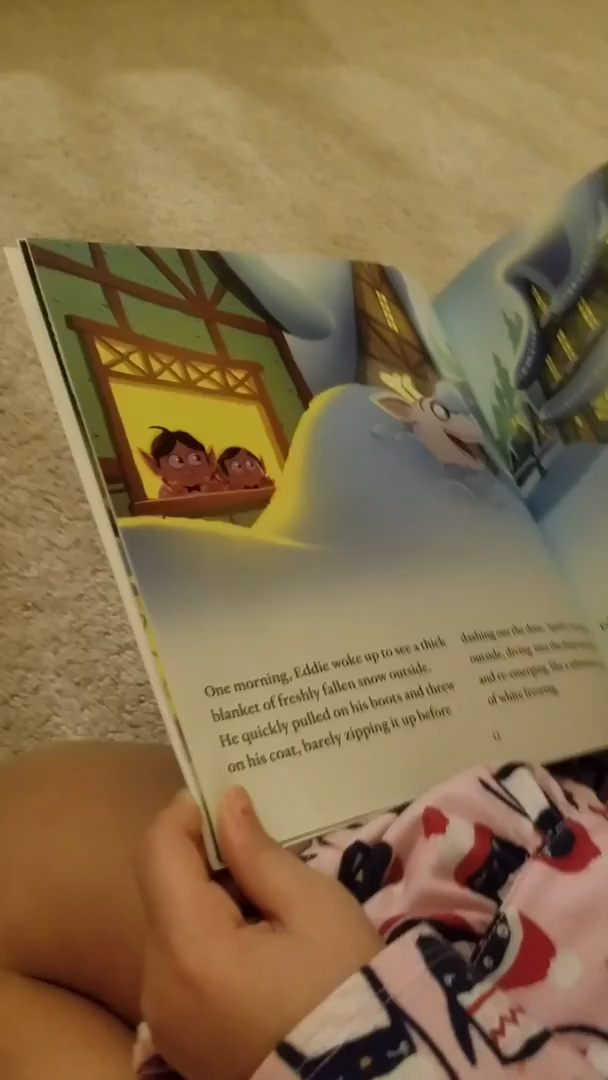 One morning, Eddie woke up to see a thick
blanket of freshly fallen snow outside.
He quickly pulled on his boots and threw
on his coat, barely zipping it up before
dashing out the door.
outside, diving into the
and re-emerging, like a
of white frosting.